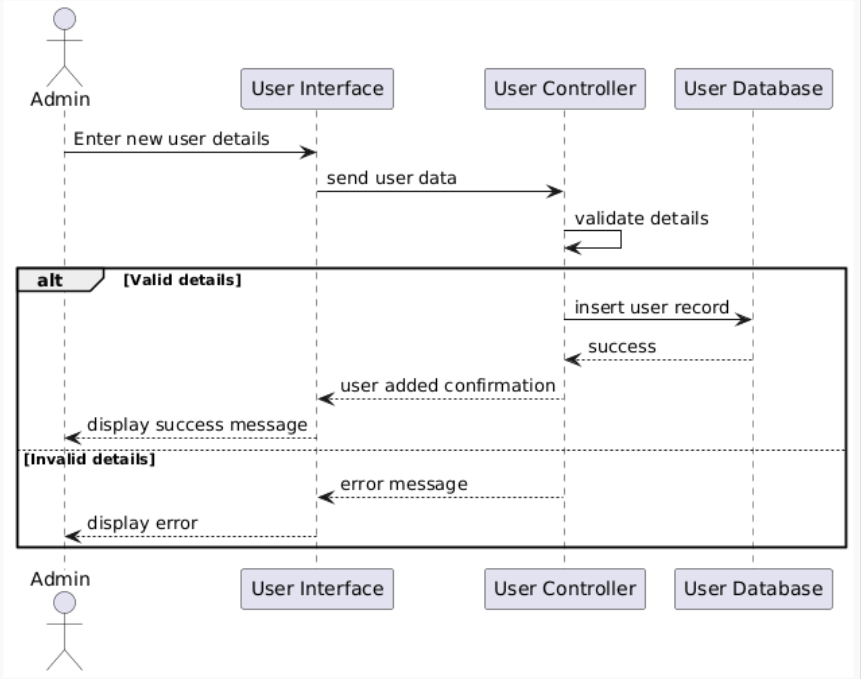 Admin
User Interface
User Controller
User Database
Enter new user details
send user data
validate details
alt
[Valid details]
insert user record
success
user added confirmation
display success message
[Invalid details]
error message
display error
Admin
User Interface
User Controller
User Database